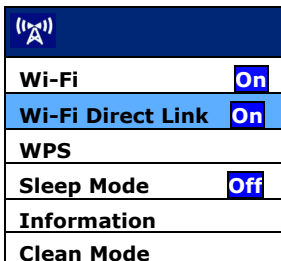 Wi-Fi On
Wi-Fi Direct Link On
WPS
Sleep Mode Off
Information
Clean Mode